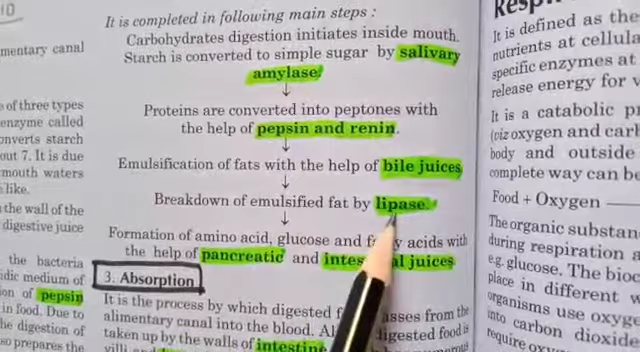 10
mentary canal
e of three types
enzyme called
onverts starch
out 7. It is due
mouth waters
like.
the wall of the
digestive juice
the bacteria
idic medium of
ion of pepsin
in food. Due to
he digestion of
so prepares the
It is completed in following main steps :
Carbohydrates digestion initiates inside mouth.
Starch is converted to simple sugar by salivary
amylase.
↓
Proteins are converted into peptones with
the help of pepsin and renin.
↓
Emulsification of fats with the help of bile juices
↓
Breakdown of emulsified fat by lipase.
↓
Formation of amino acid, glucose and acids with
the help of pancreatic and juices
3. Absorption
It is the process by which digested from the
alimentary canal into the blood. digested food is
taken up by the walls of intestine
villi
It is defined as the
nutrients at cellula
specific enzymes at
release energy for v
It is a catabolic pr
(viz oxygen and carb
body and outside
complete way can be
Food + Oxygen
The organic substan
during respiration a
e.g. glucose. The bioc
place in different w
organisms use oxyge
into carbon dioxide
require oxyg